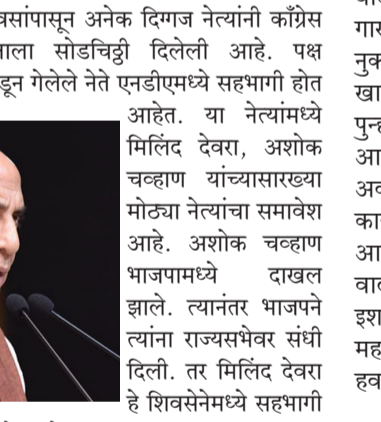 वसांपासून अनेक दिग्गज नेत्यांनी काँग्रेस
ाला सोडचिठ्ठी दिलेली आहे. पक्ष
डून गेलेले नेते एनडीएमध्ये सहभागी होत
आहेत. या नेत्यांमध्ये
मिलिंद देवरा, अशोक
चव्हाण यांच्यासारख्या
मोठ्या नेत्यांचा समावेश
आहे. अशोक चव्हाण
भाजपामध्ये दाखल
झाले. त्यानंतर भाजपने
त्यांना राज्यसभेवर संधी
दिली. तर मिलिंद देवरा
हे शिवसेनेमध्ये सहभागी
गास
नुक
खा
पुन्ह
आ
अव
का
आ
वाद
इश
मह
हव